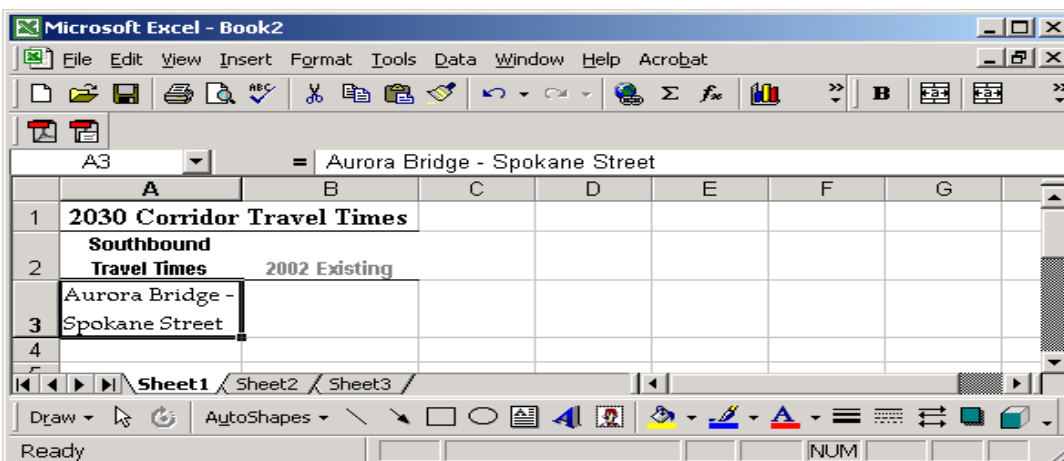 Microsoft Excel - Book2
File Edit View Insert Format Tools Data Window Help Acrobat
ABC Σ fx » B a »
A3 = Aurora Bridge - Spokane Street
A B C D E F G
1 2030 Corridor Travel Times
Southbound
2 Travel Times 2002 Existing
Aurora Bridge -
3 Spokane Street
4
Sheet1 Sheet2 Sheet3
Draw AutoShapes A A
Ready NUM